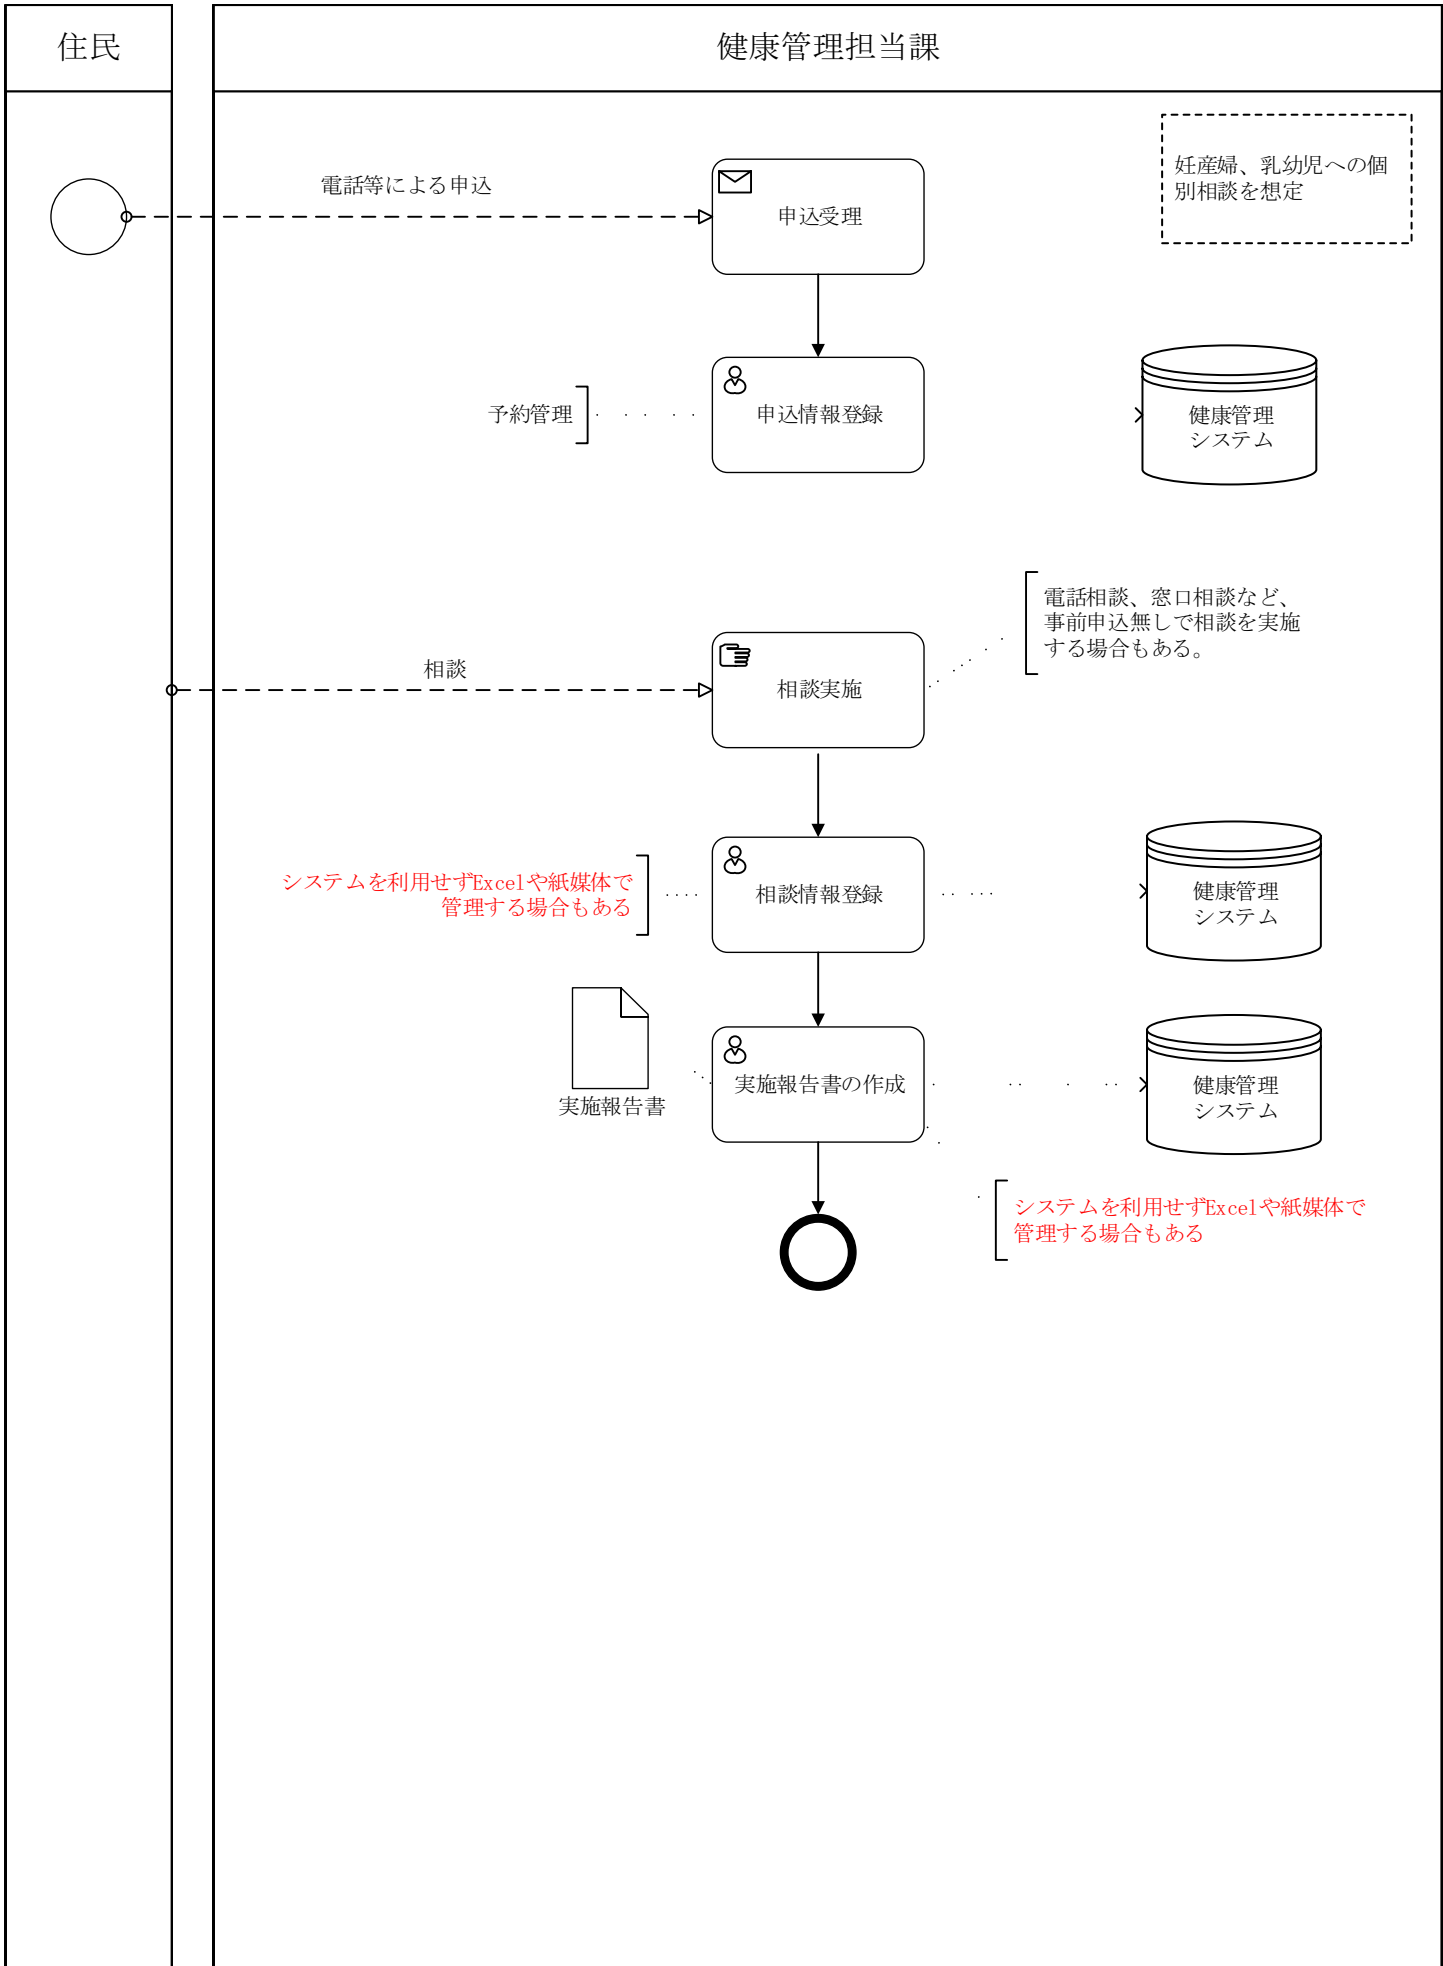 住民
健康管理担当課
妊産婦、乳幼児への個
別相談を想定
電話等による申込
申込受理
予約管理
申込情報登録
健康管理
システム
電話相談、窓口相談など、
事前申込無しで相談を実施
する場合もある。
相談
相談実施
システムを利用せずExcelや紙媒体で
管理する場合もある
相談情報登録
健康管理
システム
実施報告書
実施報告書の作成
健康管理
システム
システムを利用せずExcelや紙媒体で
管理する場合もある